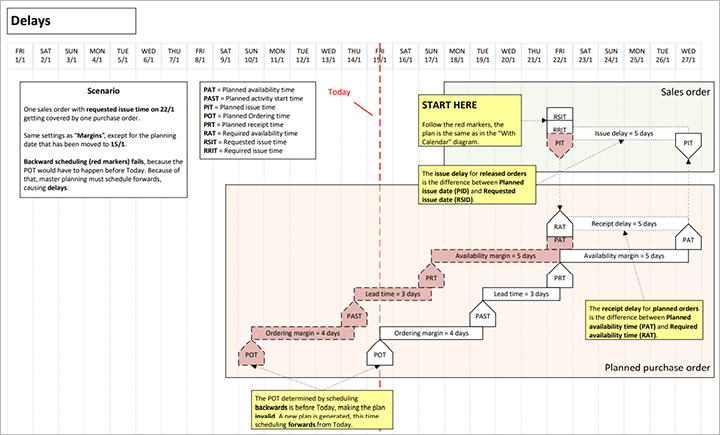 Delays
FRI SAT SUN MON TUE WED THU FRI SAT SUN MON TUE WED THU FRI SAT SUN MON TUE WED THU FRI SAT SUN MON TUE WED
1/1 2/1 3/1 4/1 5/1 6/1 7/1 8/1 9/1 10/1 11/1 12/1 13/1 14/1 15/1 16/1 17/1 18/1 19/1 20/1 21/1 22/1 23/1 24/1 25/1 26/1 27/1
Scenario
One sales order with requested issue time on 22/1
getting covered by one purchase order.
Same settings as "Margins", except for the planning
date that has been moved to 15/1.
Backward scheduling (red markers) fails, because the
POT would have to happen before Today. Because of
that, master planning must schedule forwards,
causing delays.
PAT = Planned availability time
PAST = Planned activity start time
PIT = Planned issue time
POT = Planned Ordering time
PRT = Planned receipt time
RAT = Required availability time
RSIT = Requested issue time
RRIT = Required issue time
Today
Sales order
START HERE
Follow the red markers, the
plan is the same as in the "With
Calendar" diagram.
RSIT
RRIT
PIT
Issue delay = 5 days
PIT
The issue delay for released orders
is the difference between Planned
issue date (PID) and Requested
issue date (RSID).
RAT
Receipt delay = 5 days
PAT
PAT
Availability margin = 5 days
Availability margin = 5 days
PRT
PRT
Lead time = 3 days
Lead time = 3 days
PAST
PAST
Ordering margin = 4 days
Ordering margin = 4 days
POT
POT
The receipt delay for planned orders
is the difference between Planned
availability time (PAT) and Required
availability time (RAT).
Planned purchase order
The POT determined by scheduling
backwards is before Today, making the plan
invalid. A new plan is generated, this time
scheduling forwards from Today.